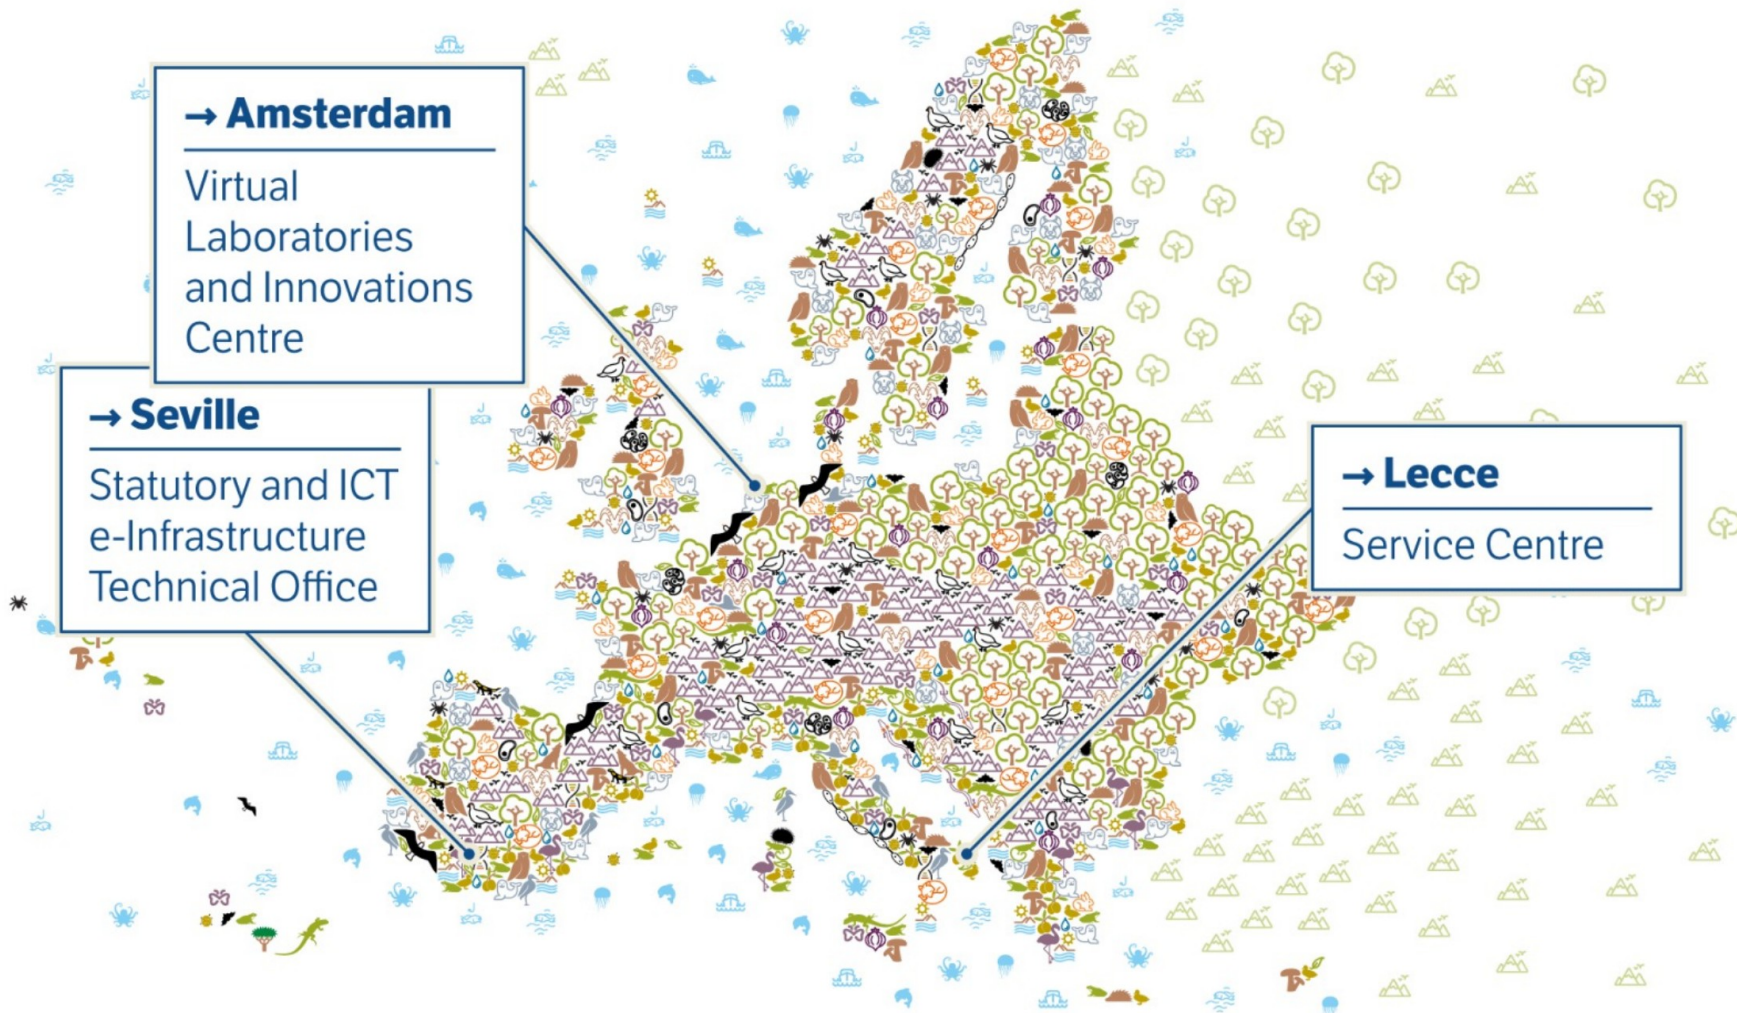 → Amsterdam
Virtual
Laboratories
and Innovations
Centre
→ Seville
Statutory and ICT
e-Infrastructure
Technical Office
→ Lecce
Service Centre